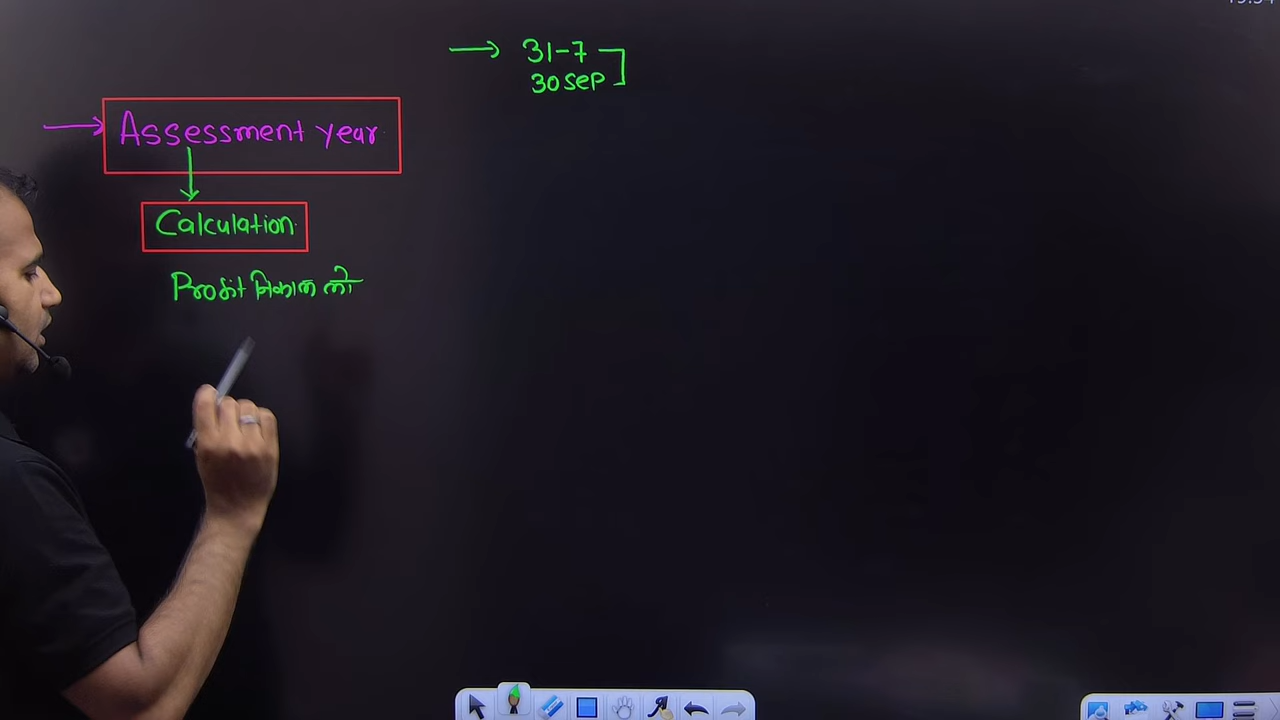 → 31-7
30 Sep
→ Assessment year
Calculation
Profit निकाल लो